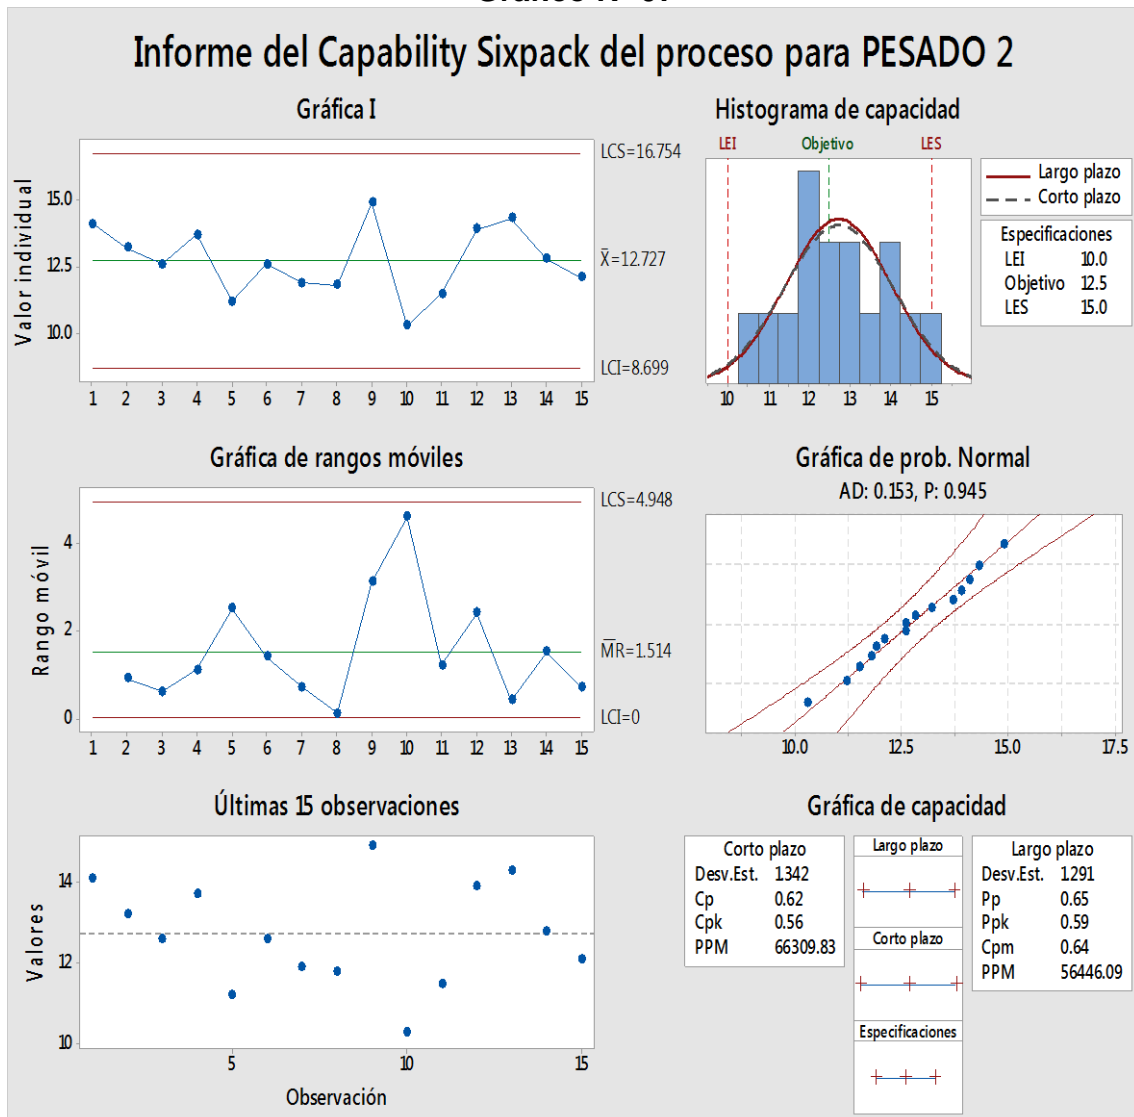 Informe del Capability Sixpack del proceso para PESADO 2
Gráfica I
Valor individual
15.0
12.5
10.0
LCS=16.754
X̄=12.727
LCI=8.699
1 2 3 4 5 6 7 8 9 10 11 12 13 14 15
Histograma de capacidad
LEI Objetivo LES
10 11 12 13 14 15
Largo plazo
Corto plazo
Especificaciones
LEI 10.0
Objetivo 12.5
LES 15.0
Gráfica de rangos móviles
Rango móvil
4
2
0
LCS=4.948
M̅R̅=1.514
LCI=0
1 2 3 4 5 6 7 8 9 10 11 12 13 14 15
Gráfica de prob. Normal
AD: 0.153, P: 0.945
10.0 12.5 15.0 17.5
Últimas 15 observaciones
Valores
14
12
10
5 10 15
Observación
Gráfica de capacidad
Corto plazo
Desv.Est. 1.342
Cp 0.62
Cpk 0.56
PPM 66309.83
Largo plazo
Corto plazo
Especificaciones
Largo plazo
Desv.Est. 1.291
Pp 0.65
Ppk 0.59
Cpm 0.64
PPM 56446.09